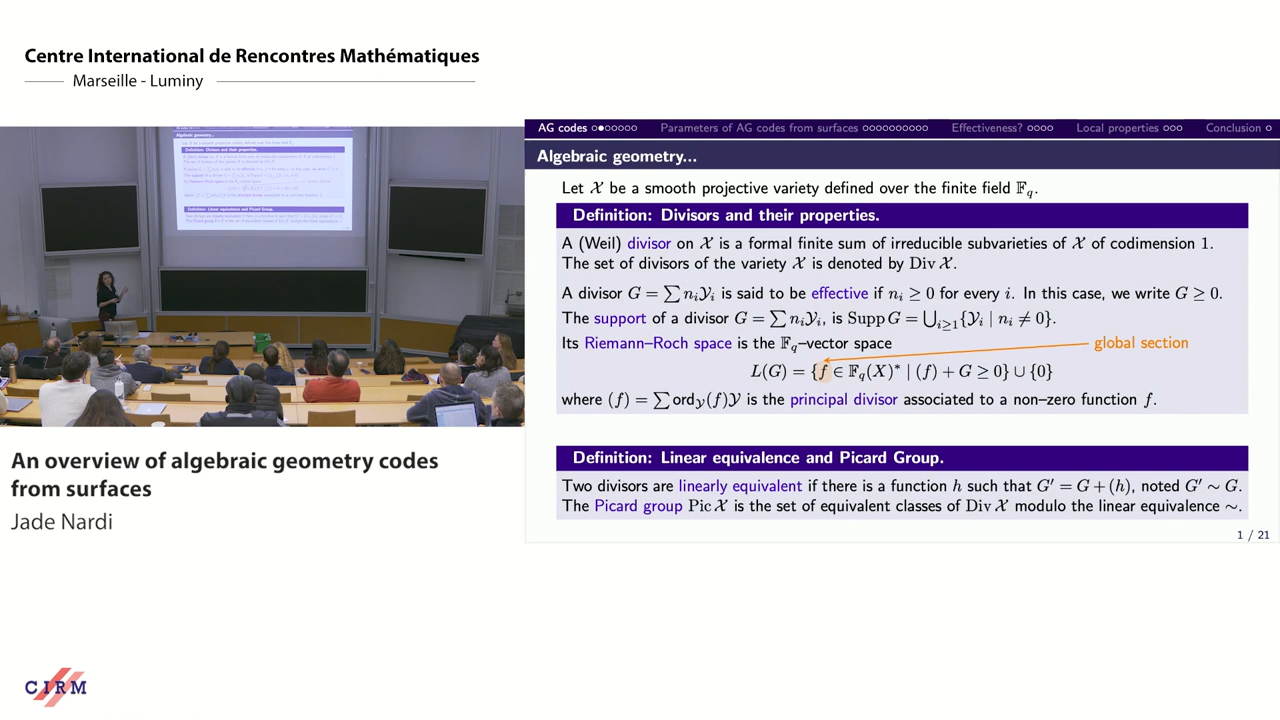 Centre International de Rencontres Mathématiques
Marseille - Luminy
An overview of algebraic geometry codes
from surfaces
Jade Nardi
CIRM
AG codes Parameters of AG codes from surfaces Effectiveness? Local properties Conclusion
Algebraic geometry...
Let 𝒳 be a smooth projective variety defined over the finite field 𝔽_q.
Definition: Divisors and their properties.
A (Weil) divisor on 𝒳 is a formal finite sum of irreducible subvarieties of 𝒳 of codimension 1.
The set of divisors of the variety 𝒳 is denoted by Div 𝒳.
A divisor G = ∑ n_i𝒴_i is said to be effective if n_i ≥ 0 for every i. In this case, we write G ≥ 0.
The support of a divisor G = ∑ n_i𝒴_i, is Supp G = ⋃_{i≥1}{𝒴_i | n_i ≠ 0}.
Its Riemann–Roch space is the 𝔽_q–vector space
global section
L(G) = {f ∈ 𝔽_q(X)* | (f) + G ≥ 0} ∪ {0}
where (f) = ∑ ord_𝒴(f)𝒴 is the principal divisor associated to a non–zero function f.
Definition: Linear equivalence and Picard Group.
Two divisors are linearly equivalent if there is a function h such that G′ = G + (h), noted G′ ∼ G.
The Picard group Pic 𝒳 is the set of equivalent classes of Div 𝒳 modulo the linear equivalence ∼.
1 / 21